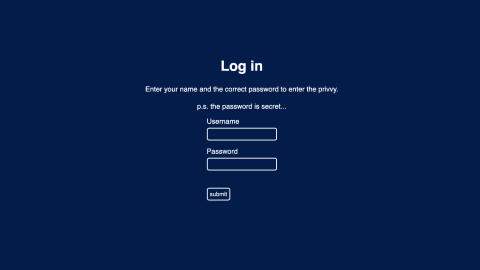 Log in
Enter your name and the correct password to enter the privvy.
p.s. the password is secret...
Username
Password
submit